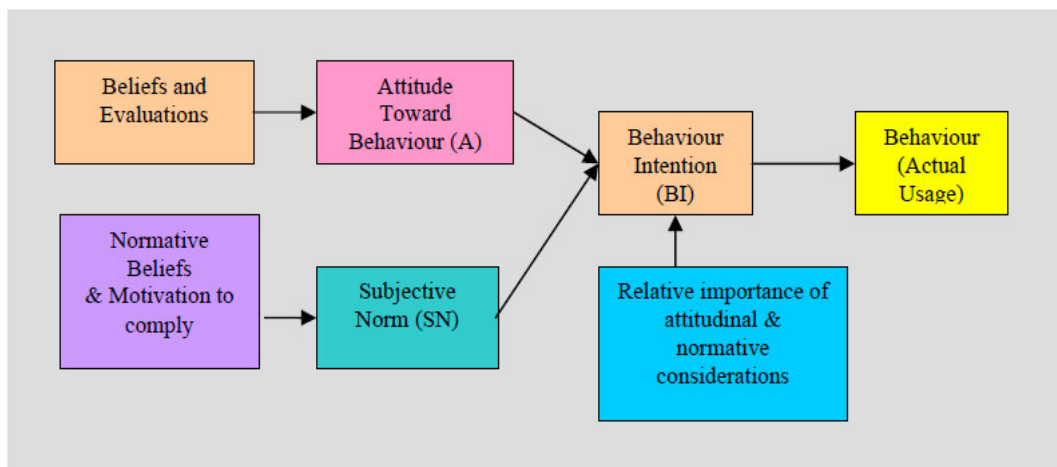 Beliefs and
Evaluations
Attitude
Toward
Behaviour (A)
Behaviour
Intention
(BI)
Behaviour
(Actual
Usage)
Normative
Beliefs
& Motivation to
comply
Subjective
Norm (SN)
Relative importance of
attitudinal &
normative
considerations